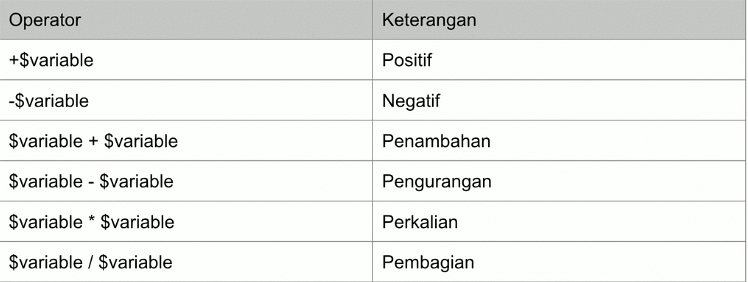 Operator Keterangan
+$variable Positif
-$variable Negatif
$variable + $variable Penambahan
$variable - $variable Pengurangan
$variable * $variable Perkalian
$variable / $variable Pembagian